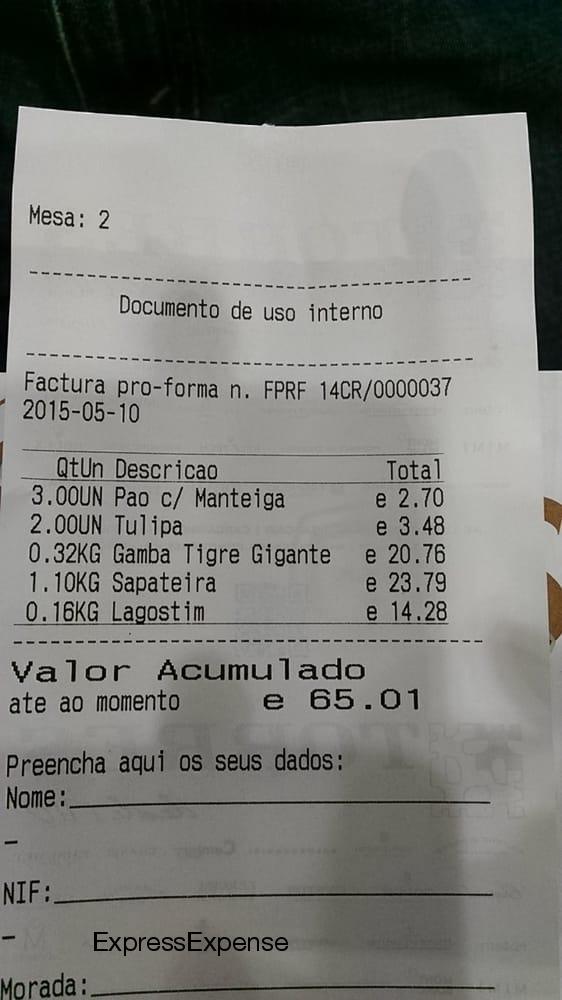 Mesa: 2
Documento de uso interno
Factura pro-forma n. FPRF 14CR/0000037
2015-05-10
QtUn Descricao Total
3.00UN Pao c/ Manteiga e 2.70
2.00UN Tulipa e 3.48
0.32KG Gamba Tigre Gigante e 20.76
1.10KG Sapateira e 23.79
0.16KG Lagostim e 14.28
Valor Acumulado
ate ao momento e 65.01
Preencha aqui os seus dados:
Nome:
NIF:
ExpressExpense
Morada: